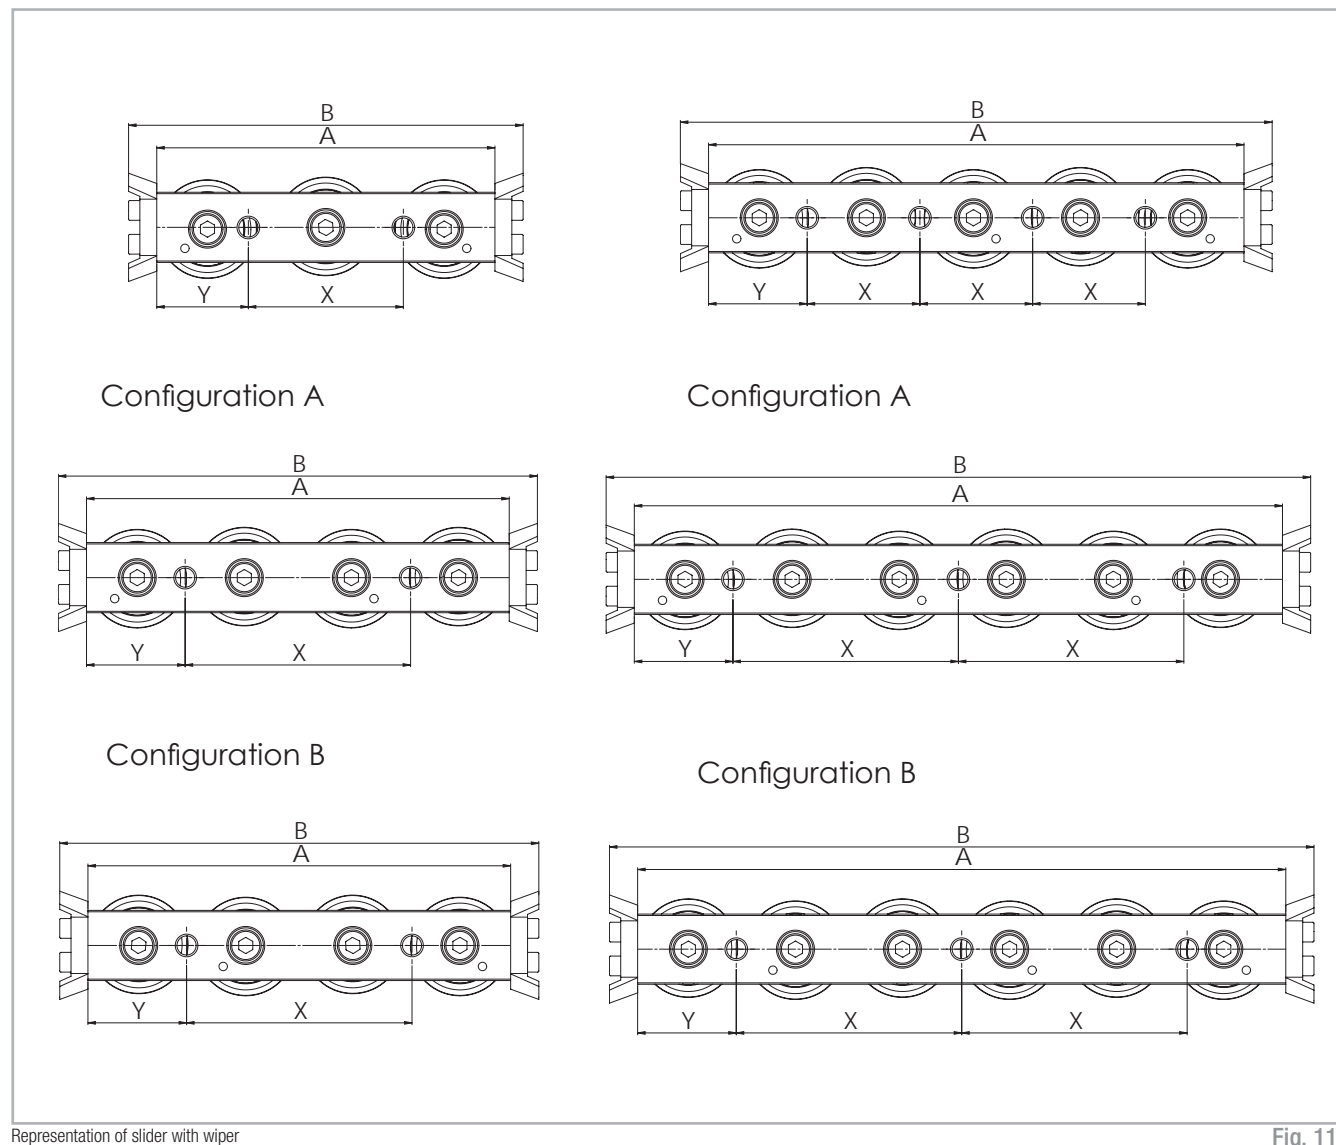 B
A
Y X
B
A
Y X X X
Configuration A
Configuration A
B
A
Y X
B
A
Y X X
Configuration B
Configuration B
B
A
Y X
B
A
Y X X
Representation of slider with wiper
Fig. 11